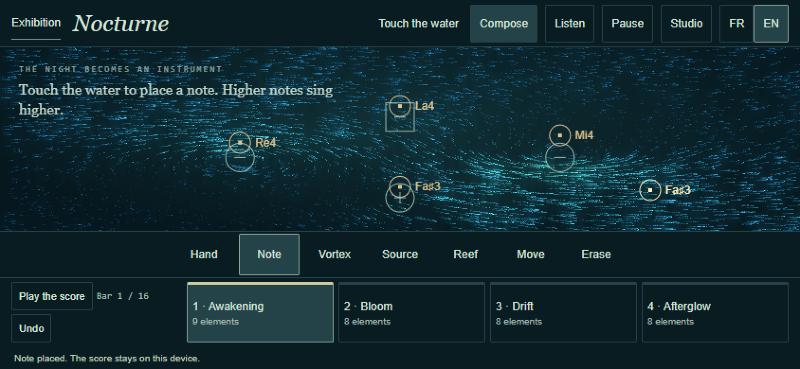 Exhibition
Nocturne
Touch the water
Compose
Listen
Pause
Studio
FR
EN
THE NIGHT BECOMES AN INSTRUMENT
Touch the water to place a note. Higher notes sing
higher.
La4
Ré4
Mi4
Fa♯3
Fa♯3
Hand
Note
Vortex
Source
Reef
Move
Erase
Play the score
Bar 1 / 16
Undo
1 · Awakening
9 elements
2 · Bloom
8 elements
3 · Drift
8 elements
4 · Afterglow
8 elements
Note placed. The score stays on this device.